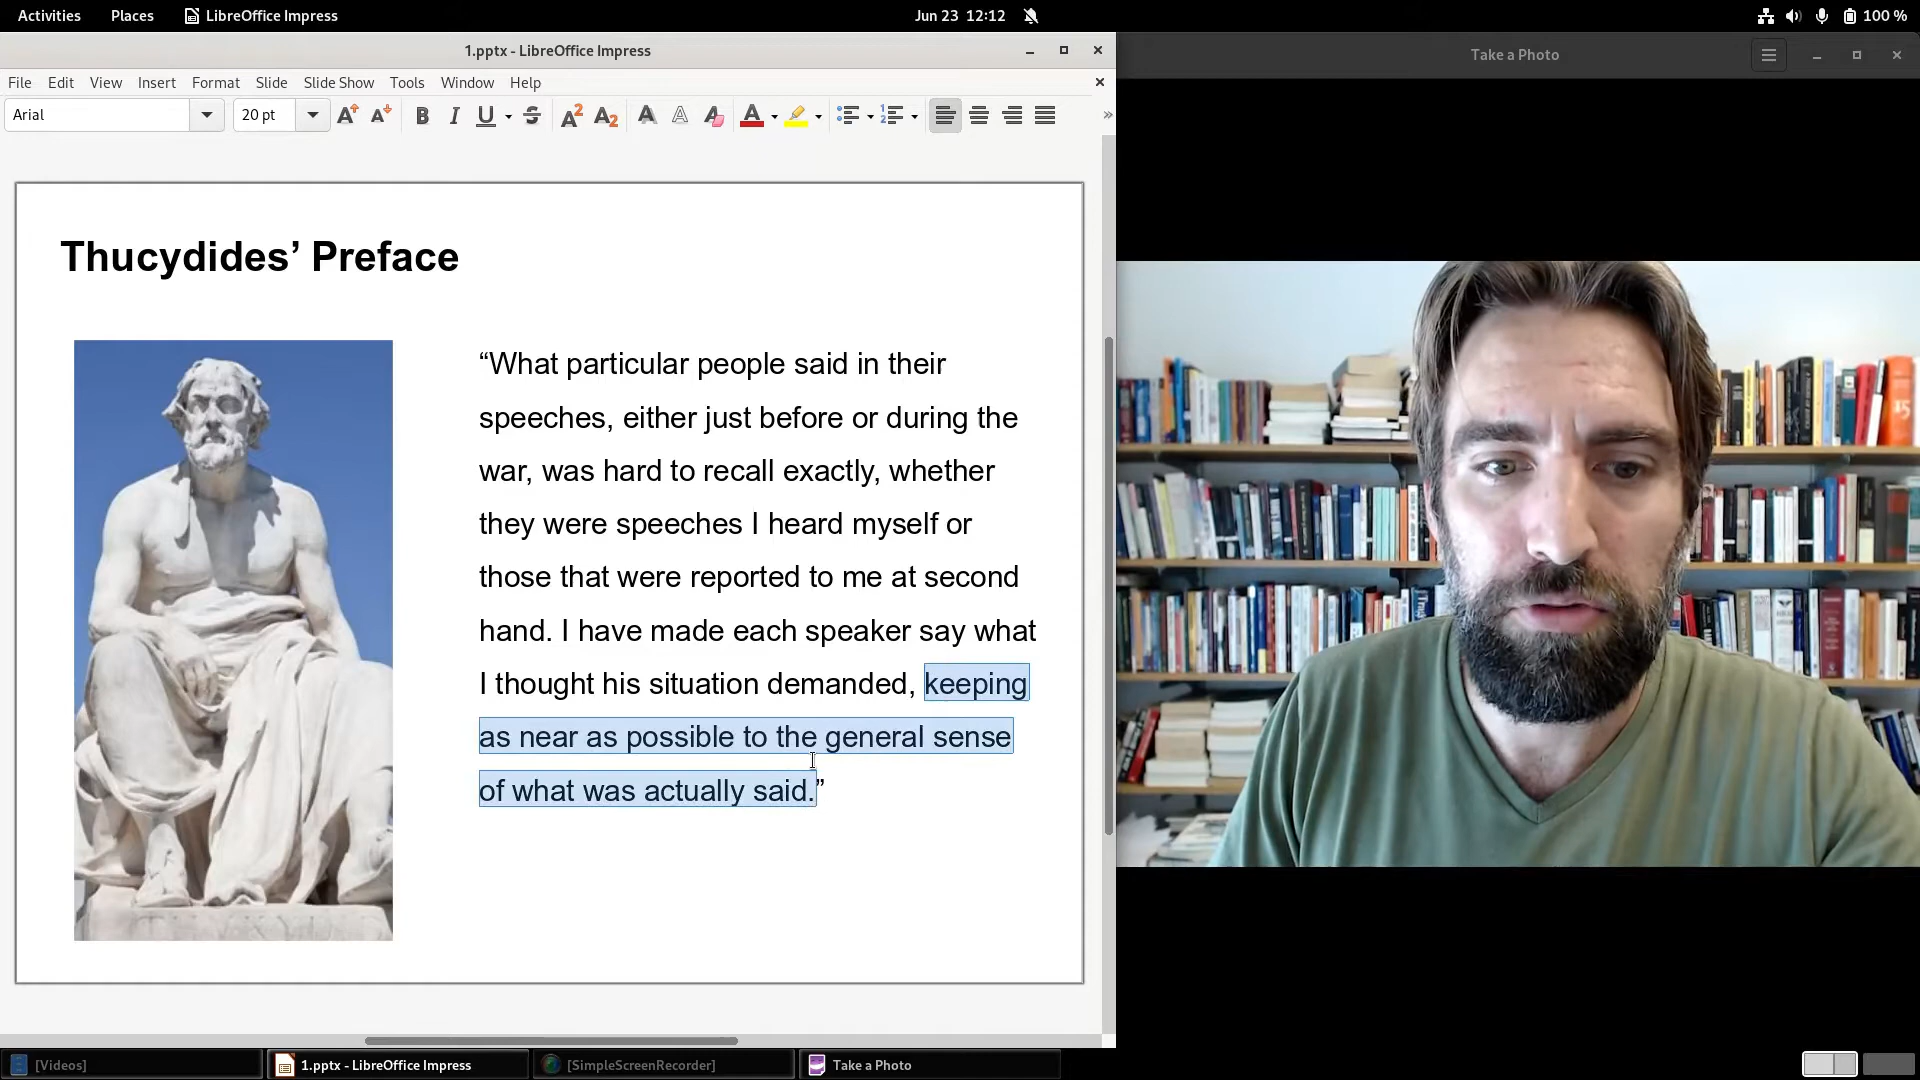 Activities Places LibreOffice Impress Jun 23 12:12 100 %
1.pptx - LibreOffice Impress
Take a Photo
File Edit View Insert Format Slide Slide Show Tools Window Help
Arial 20 pt
Thucydides’ Preface
“What particular people said in their
speeches, either just before or during the
war, was hard to recall exactly, whether
they were speeches I heard myself or
those that were reported to me at second
hand. I have made each speaker say what
I thought his situation demanded, keeping
as near as possible to the general sense
of what was actually said.”
[Videos] 1.pptx - LibreOffice Impress [SimpleScreenRecorder] Take a Photo